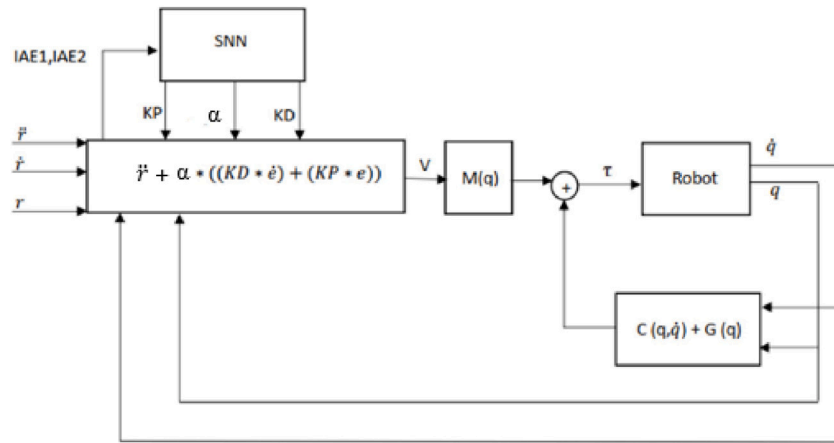 SNN
IAE1,IAE2
KP α KD
r̈
ṙ
r
r̈ + α * ((KD * ė) + (KP * e))
V
M(q)
+
τ
Robot
q̇
q
C (q,q̇) + G (q)